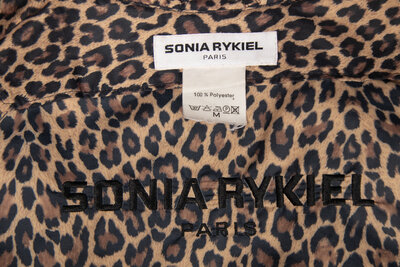 SONIA RYKIEL
PARIS
100 % Polyester
M
SONIA RYKIEL
PARIS